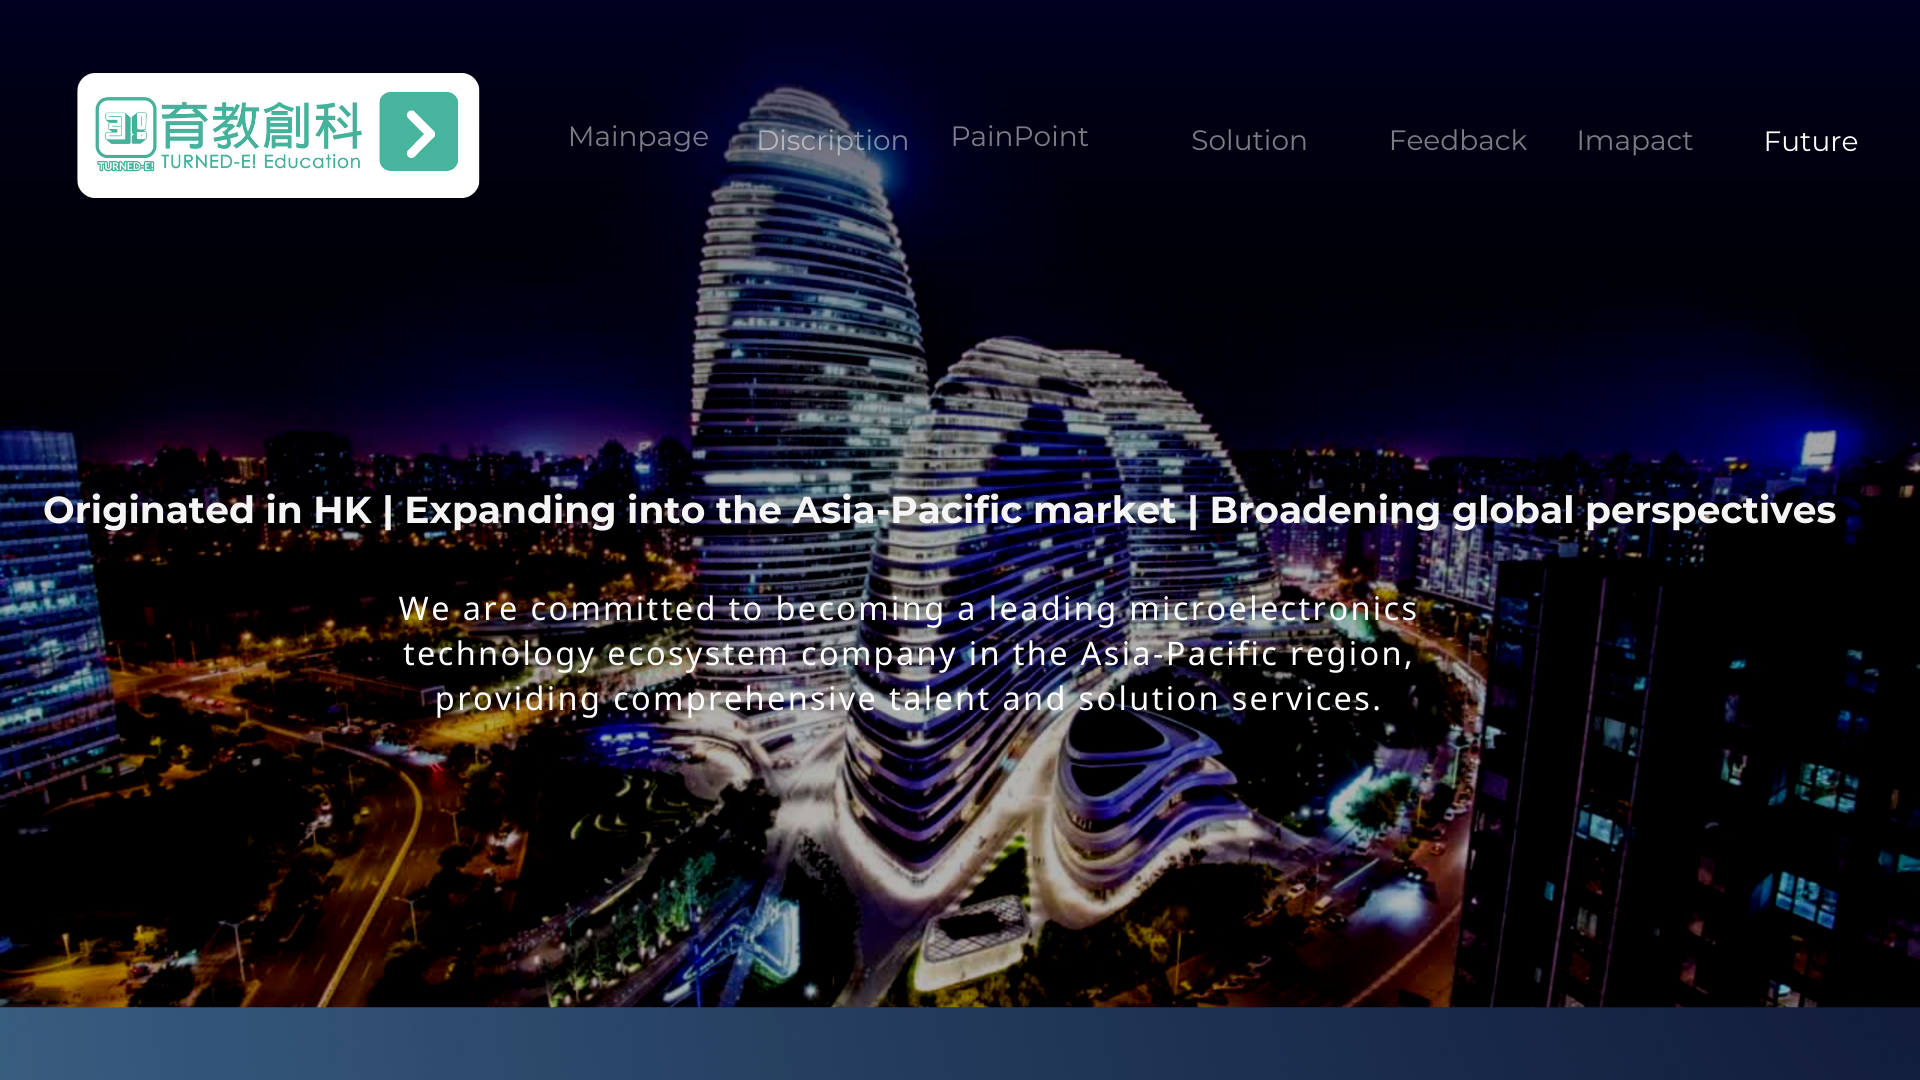 育教創科
TURNED-E!
TURNED-E! Education
Mainpage
Discription
PainPoint
Solution
Feedback
Imapact
Future
Originated in HK | Expanding into the Asia-Pacific market | Broadening global perspectives
We are committed to becoming a leading microelectronics
technology ecosystem company in the Asia-Pacific region,
providing comprehensive talent and solution services.